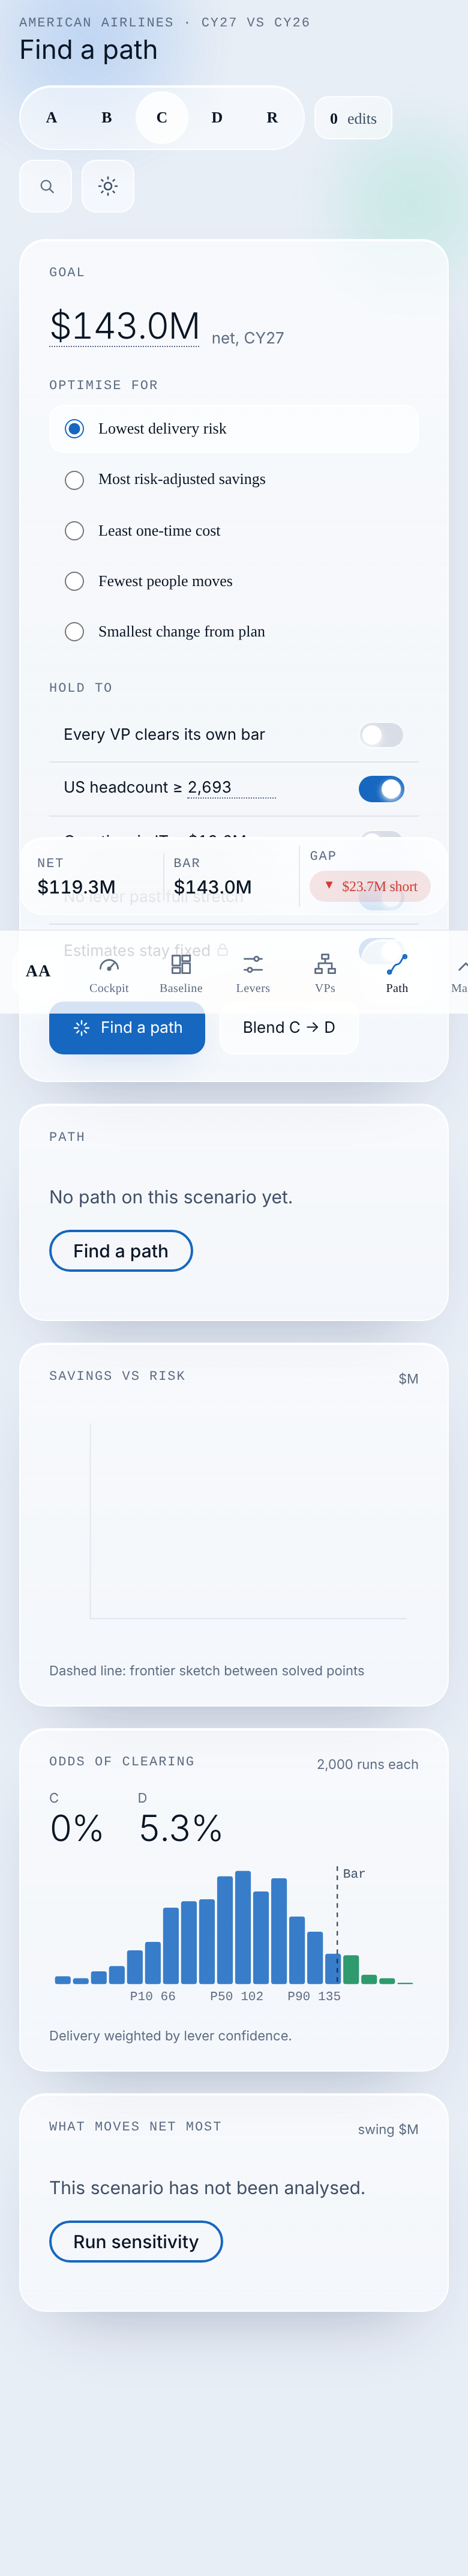 AMERICAN AIRLINES · CY27 VS CY26
Find a path
A B C D R
0 edits
GOAL
$143.0M net, CY27
OPTIMISE FOR
Lowest delivery risk
Most risk-adjusted savings
Least one-time cost
Fewest people moves
Smallest change from plan
HOLD TO
Every VP clears its own bar
US headcount ≥ 2,693
NET
$119.3M
BAR
$143.0M
GAP
▼ $23.7M short
No lever past full stretch
Estimates stay fixed
AA
Cockpit
Baseline
Levers
VPs
Path
Ma
Find a path
Blend C → D
PATH
No path on this scenario yet.
Find a path
SAVINGS VS RISK $M
Dashed line: frontier sketch between solved points
ODDS OF CLEARING 2,000 runs each
C D
0% 5.3%
Bar
P10 66 P50 102 P90 135
Delivery weighted by lever confidence.
WHAT MOVES NET MOST swing $M
This scenario has not been analysed.
Run sensitivity